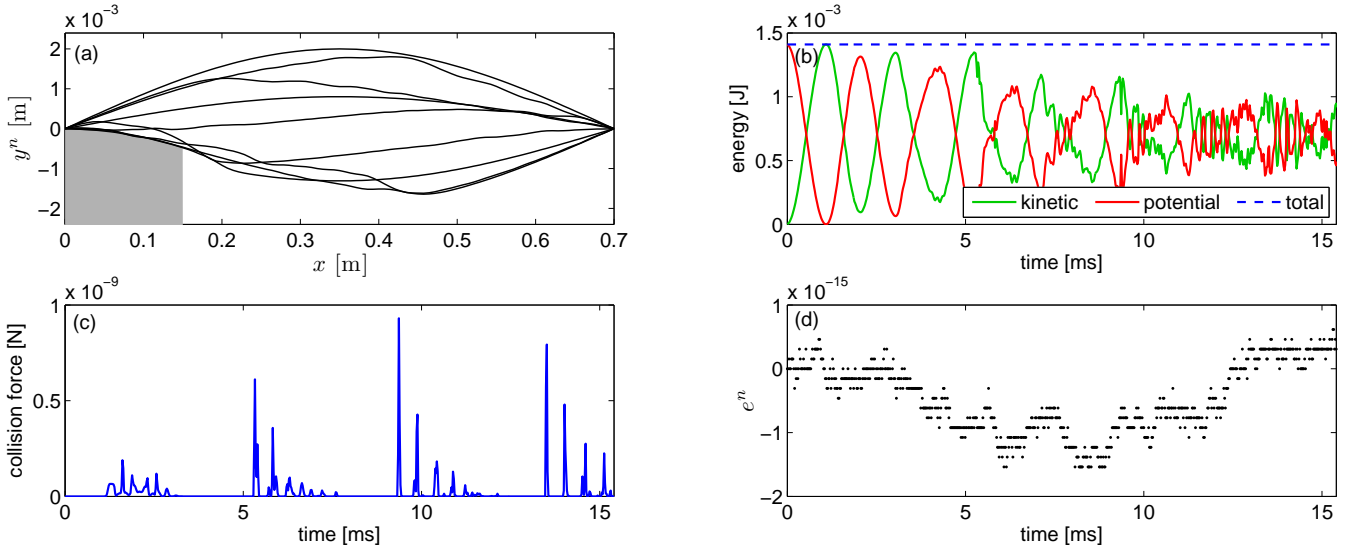 x 10⁻³
(a)
2
1
0
−1
−2
yⁿ [m]
0 0.1 0.2 0.3 0.4 0.5 0.6 0.7
x [m]
x 10⁻³
(b)
1.5
1
0.5
0
energy [J]
kinetic potential total
0 5 10 15
time [ms]
x 10⁻⁹
(c)
1
0.5
0
collision force [N]
0 5 10 15
time [ms]
x 10⁻¹⁵
(d)
1
0
−1
−2
eⁿ
0 5 10 15
time [ms]